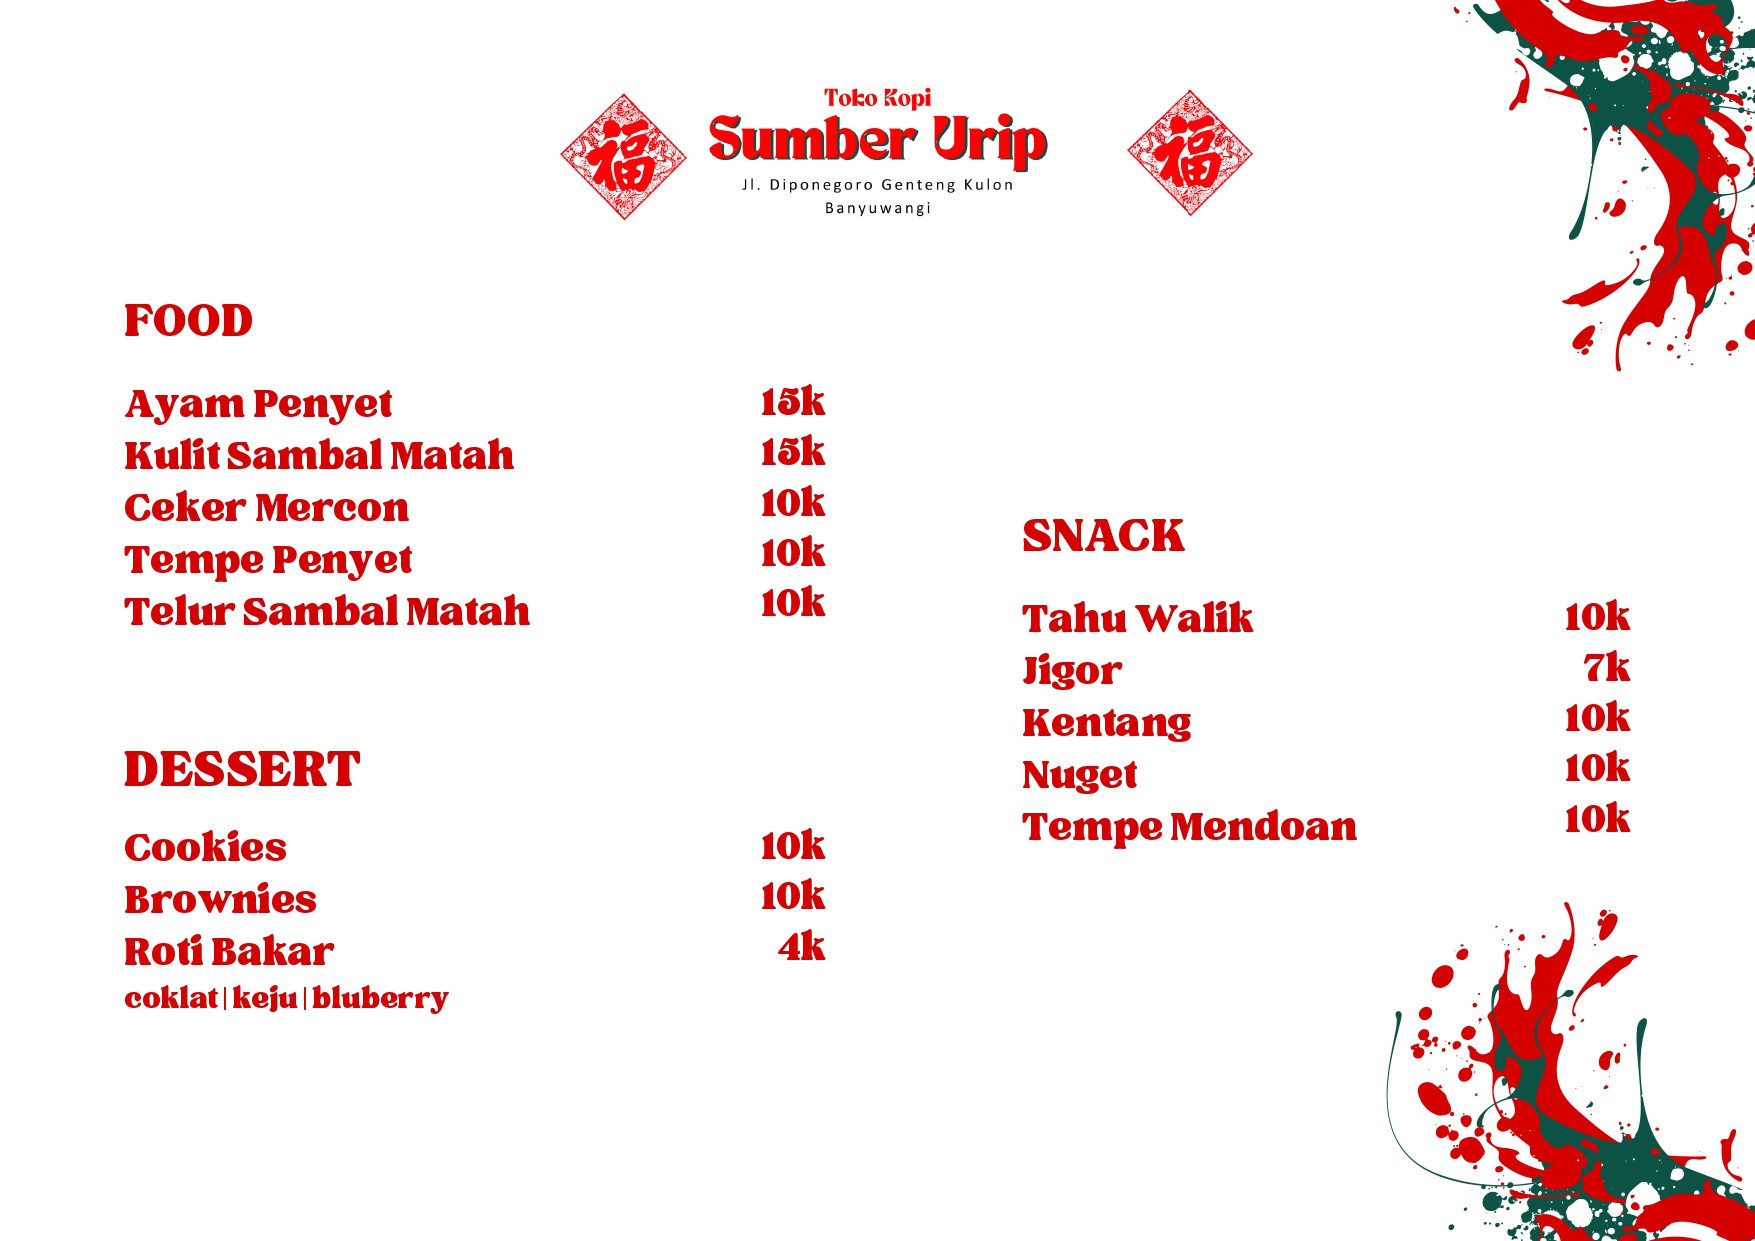 福
Toko Kopi
Sumber Urip
Jl. Diponegoro Genteng Kulon
Banyuwangi
福
FOOD
Ayam Penyet 15k
Kulit Sambal Matah 15k
Ceker Mercon 10k
Tempe Penyet 10k
Telur Sambal Matah 10k
DESSERT
Cookies 10k
Brownies 10k
Roti Bakar 4k
coklat|keju|bluberry
SNACK
Tahu Walik 10k
Jigor 7k
Kentang 10k
Nuget 10k
Tempe Mendoan 10k